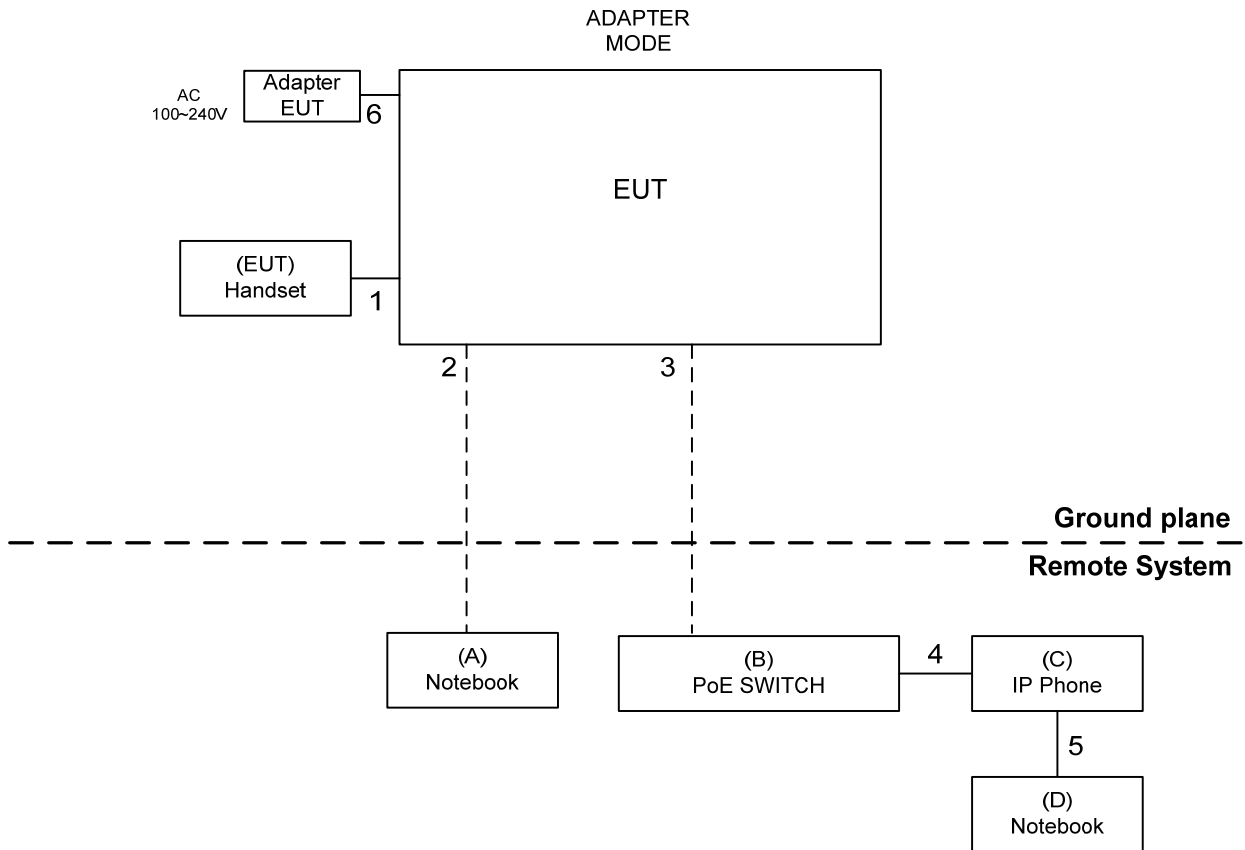 ADAPTER
MODE
Adapter
EUT
AC
100~240V
6
EUT
(EUT)
Handset
1
2
3
Ground plane
Remote System
(A)
Notebook
(B)
PoE SWITCH
4
(C)
IP Phone
5
(D)
Notebook